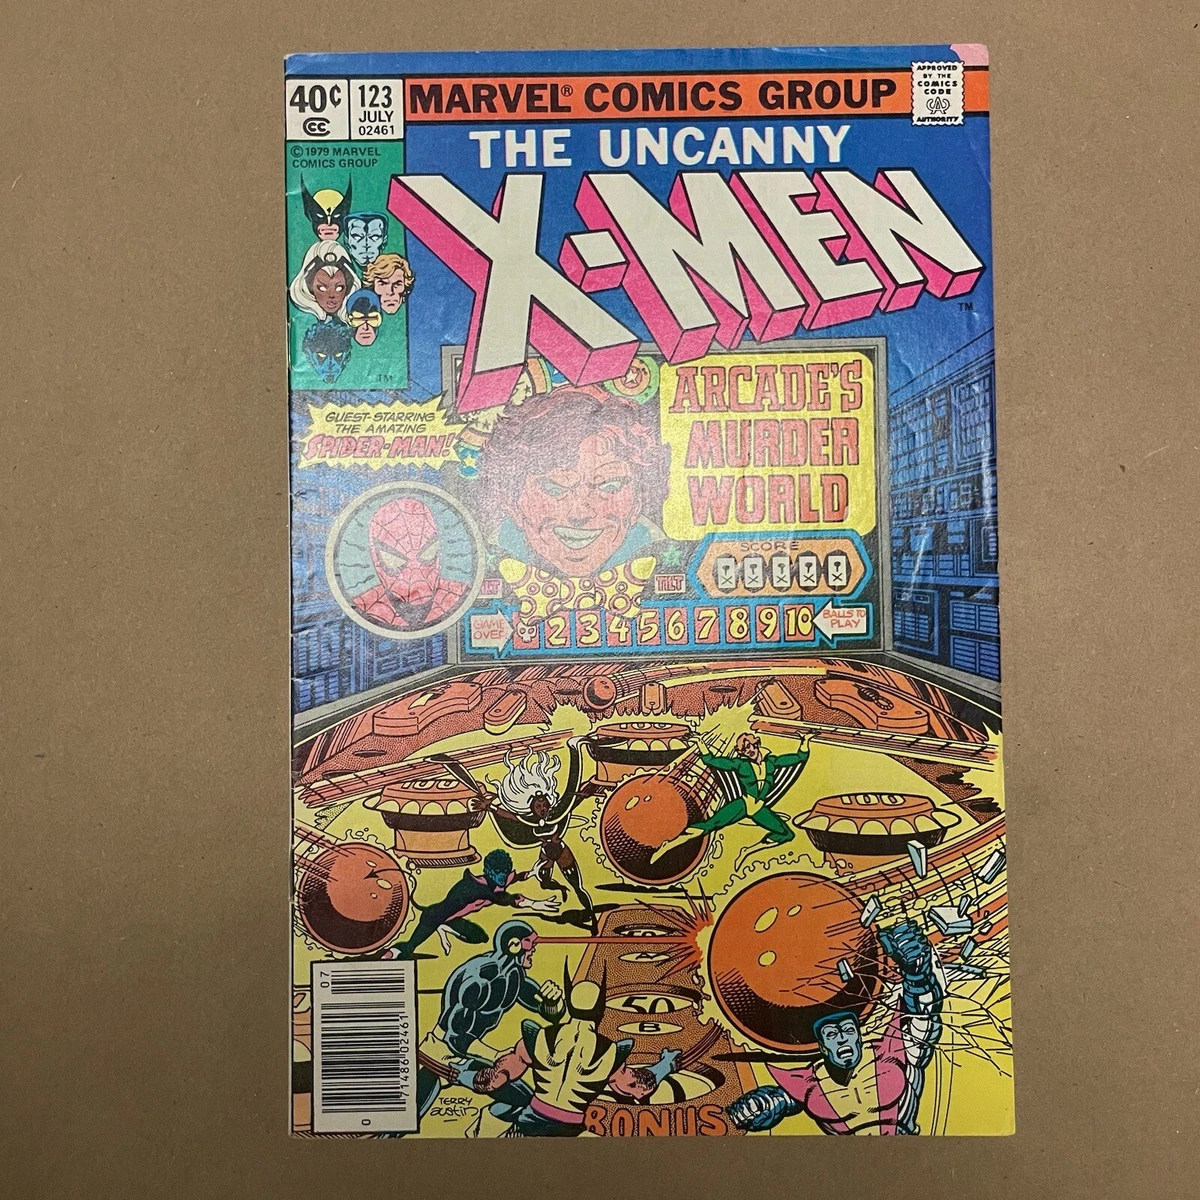 40¢
CC
123
JULY
02461
MARVEL® COMICS GROUP
APPROVED
BY THE
COMICS
CODE
CA
AUTHORITY
© 1979 MARVEL
COMICS GROUP
THE UNCANNY
X-MEN
TM
TM
GUEST-STARRING
THE AMAZING
SPIDER-MAN!
ARCADE'S
MURDER
WORLD
SCORE
TILT
GAME
OVER
2 3 4 5 6 7 8 9 10
BALLS TO
PLAY
100
100
A
50
B
BONUS
TERRY
AUSTIN
07
71486 02461
0